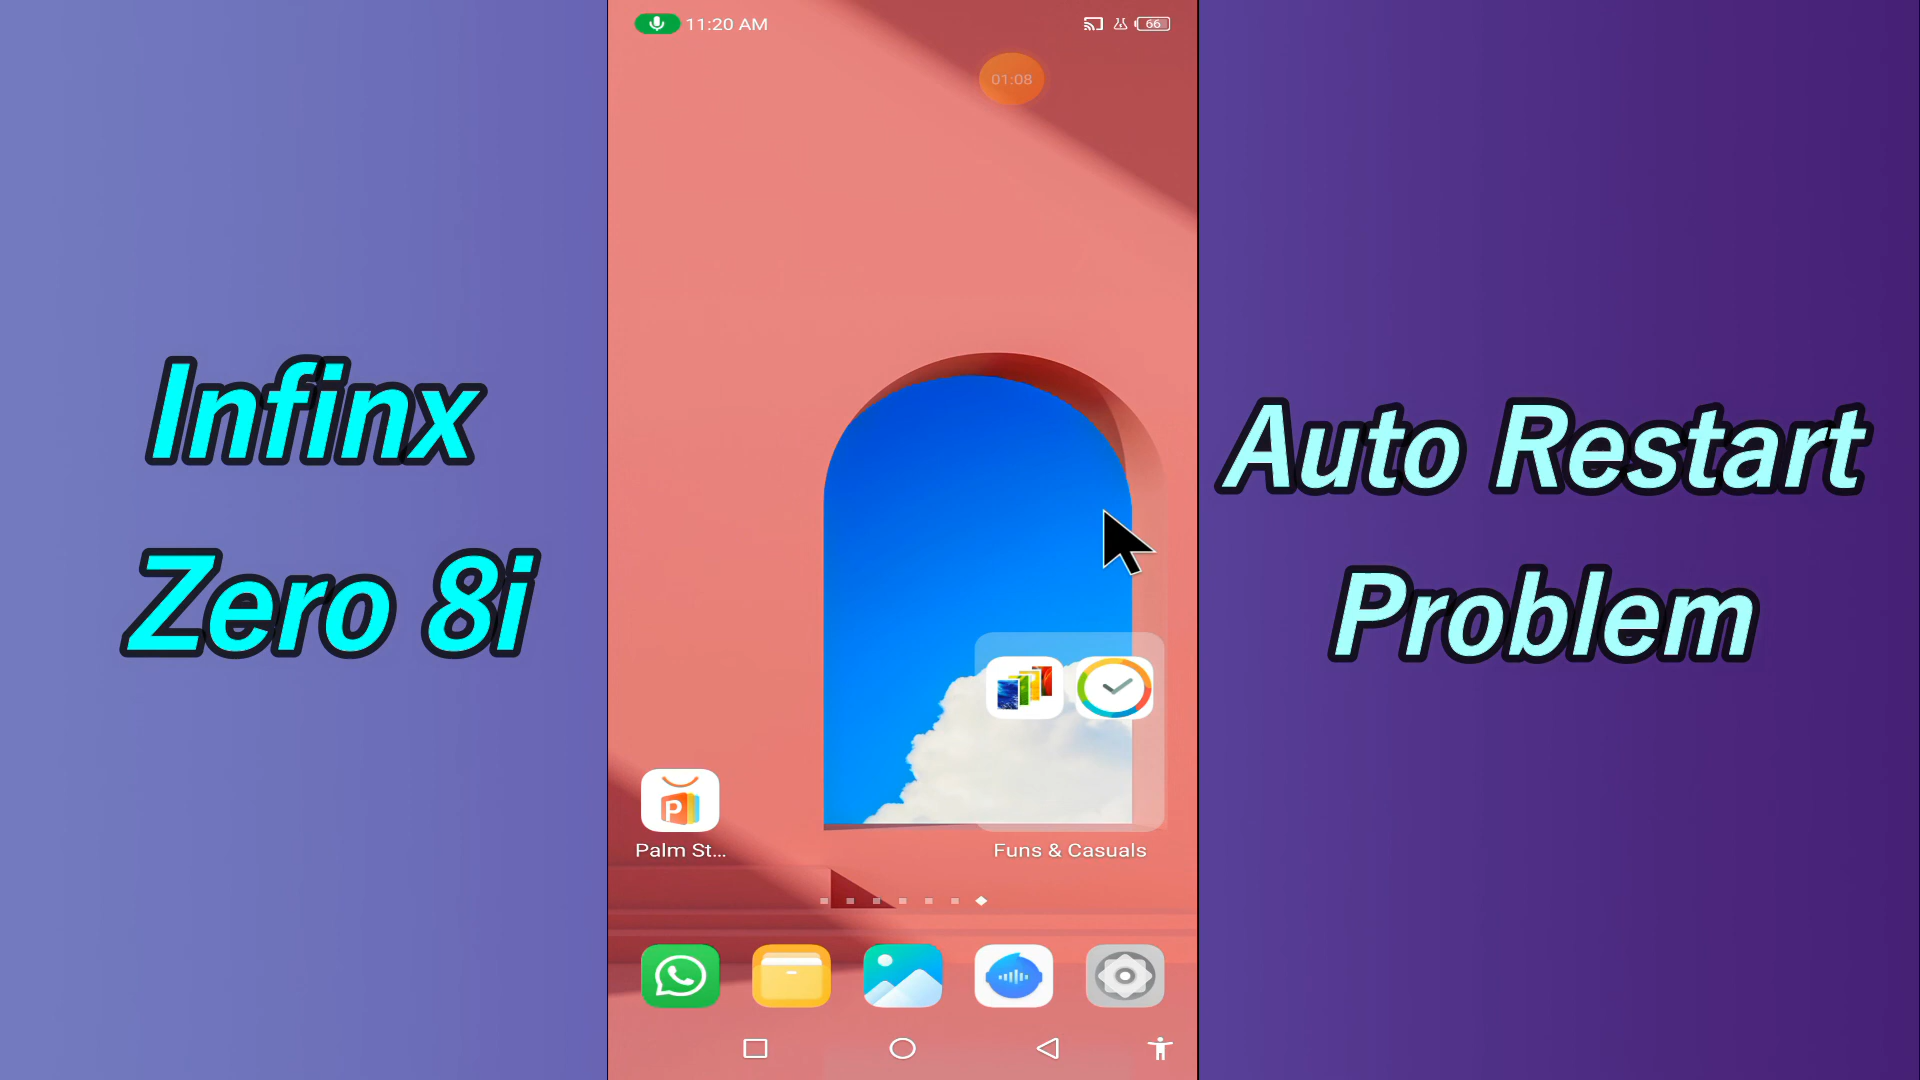 11:20 AM
66
01:08
Infinx
Zero 8i
Auto Restart
Problem
P
Palm St...
Funs & Casuals